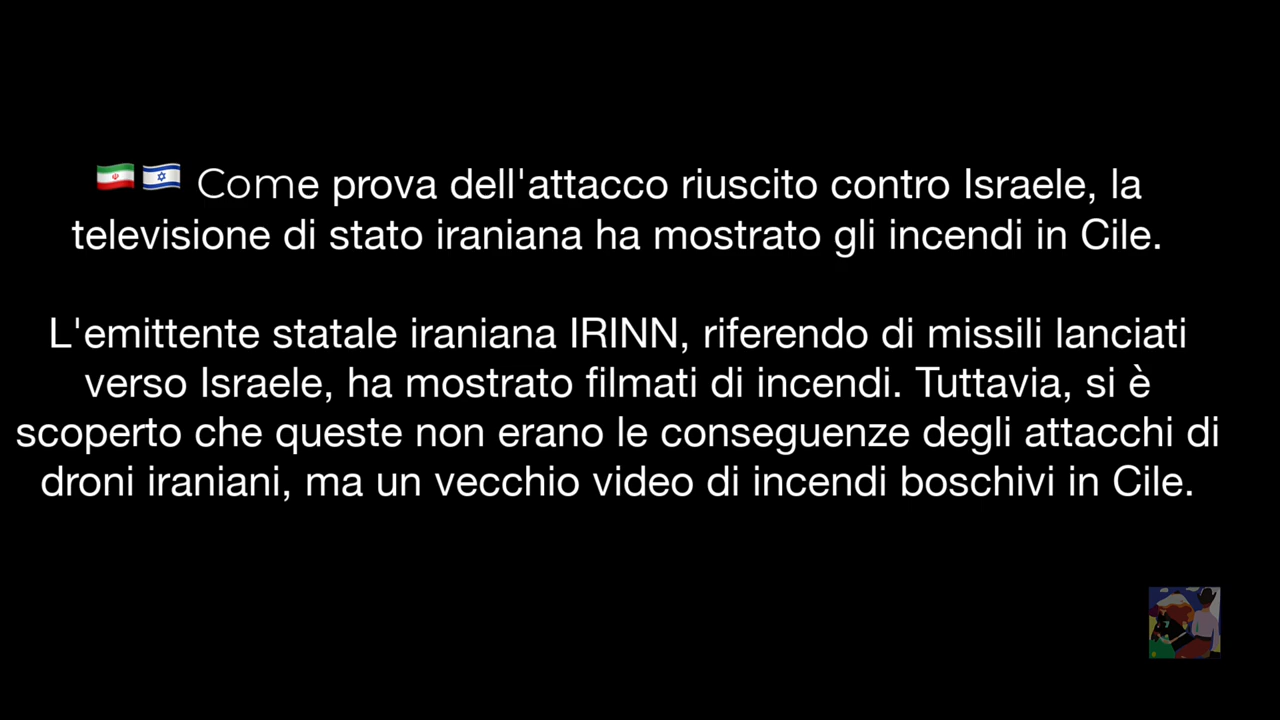 🇮🇷🇮🇱 Come prova dell'attacco riuscito contro Israele, la
televisione di stato iraniana ha mostrato gli incendi in Cile.
L'emittente statale iraniana IRINN, riferendo di missili lanciati
verso Israele, ha mostrato filmati di incendi. Tuttavia, si è
scoperto che queste non erano le conseguenze degli attacchi di
droni iraniani, ma un vecchio video di incendi boschivi in Cile.